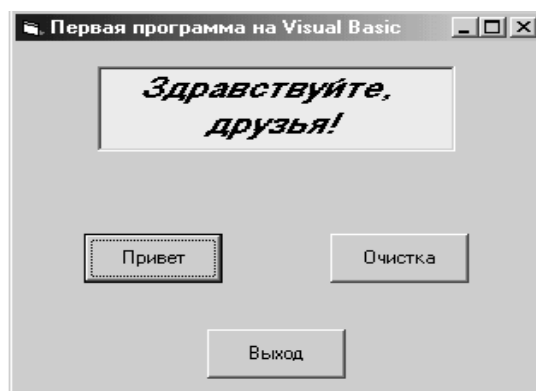 Первая программа на Visual Basic
Здравствуйте,
друзья!
Привет
Очистка
Выход